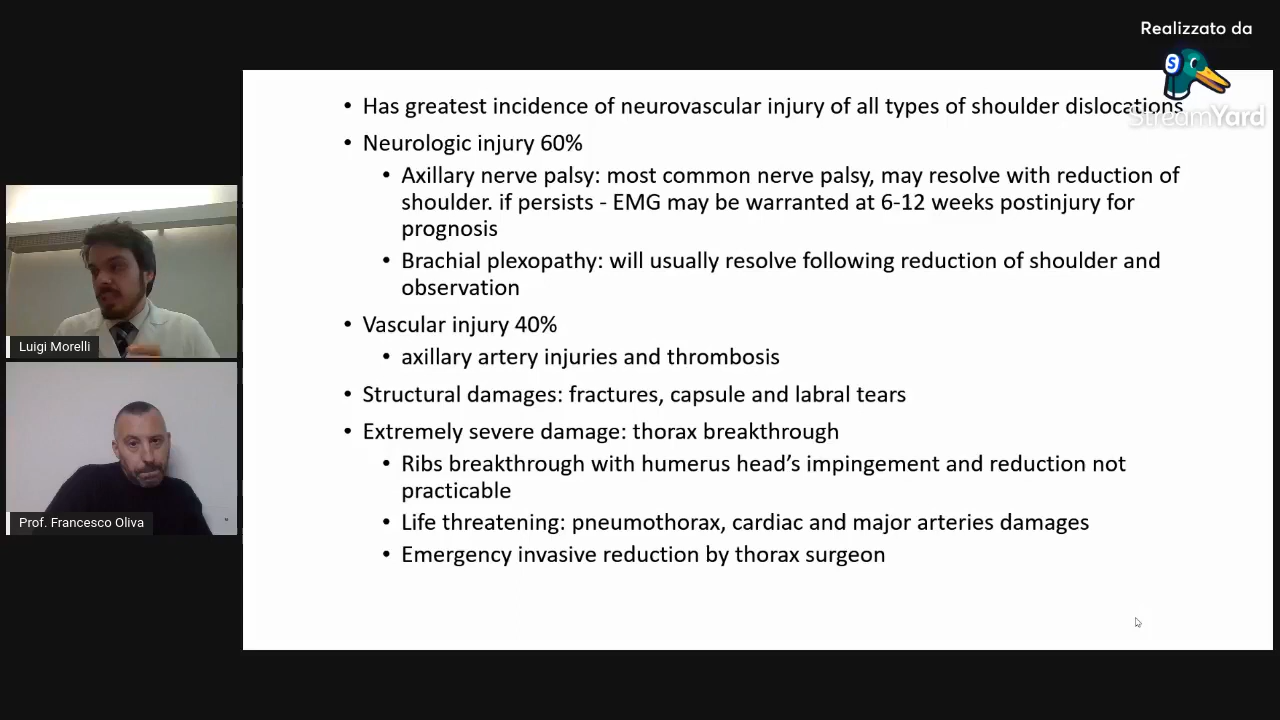 Realizzato da
StreamYard
• Has greatest incidence of neurovascular injury of all types of shoulder dislocations
• Neurologic injury 60%
• Axillary nerve palsy: most common nerve palsy, may resolve with reduction of
shoulder. if persists - EMG may be warranted at 6-12 weeks postinjury for
prognosis
• Brachial plexopathy: will usually resolve following reduction of shoulder and
observation
• Vascular injury 40%
• axillary artery injuries and thrombosis
• Structural damages: fractures, capsule and labral tears
• Extremely severe damage: thorax breakthrough
• Ribs breakthrough with humerus head’s impingement and reduction not
practicable
• Life threatening: pneumothorax, cardiac and major arteries damages
• Emergency invasive reduction by thorax surgeon
Luigi Morelli
Prof. Francesco Oliva